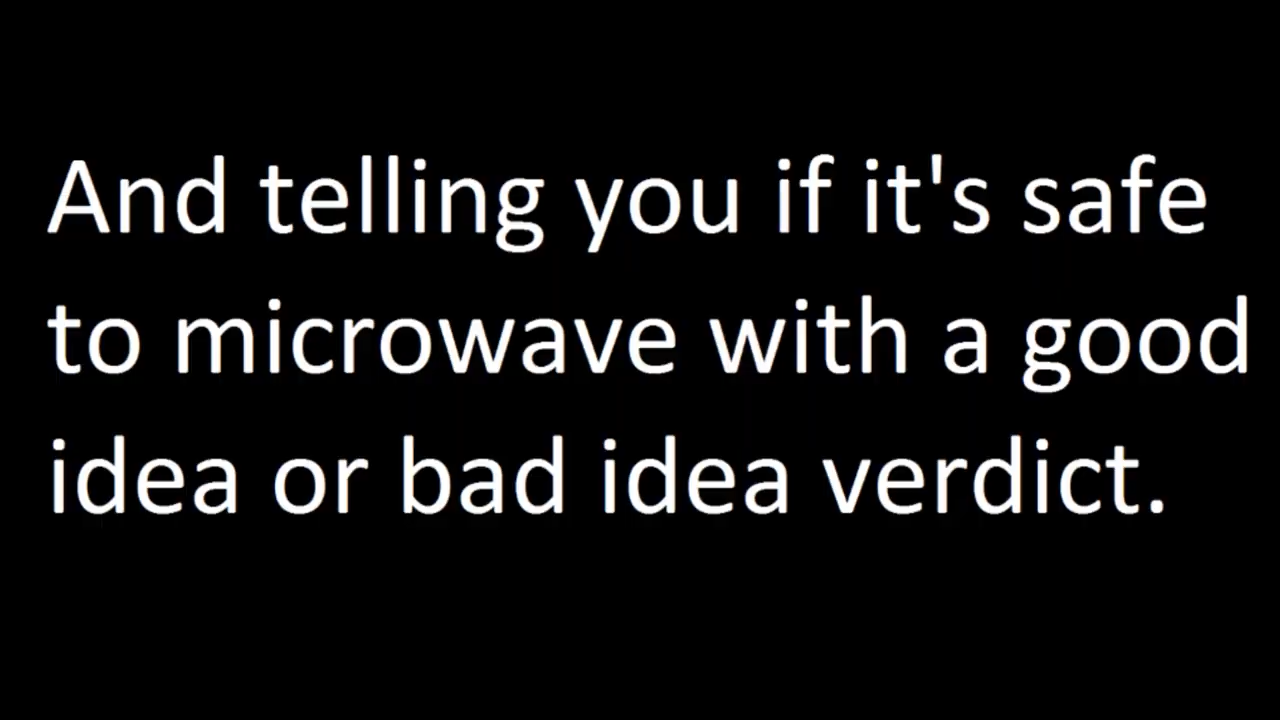 And telling you if it's safe
to microwave with a good
idea or bad idea verdict.